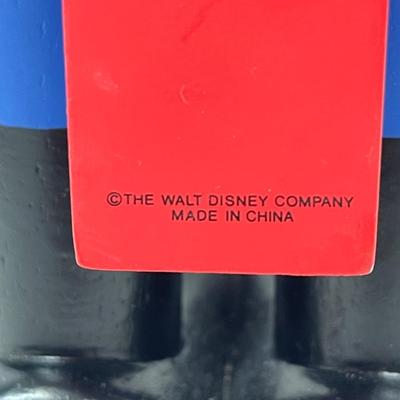 ©THE WALT DISNEY COMPANY
MADE IN CHINA